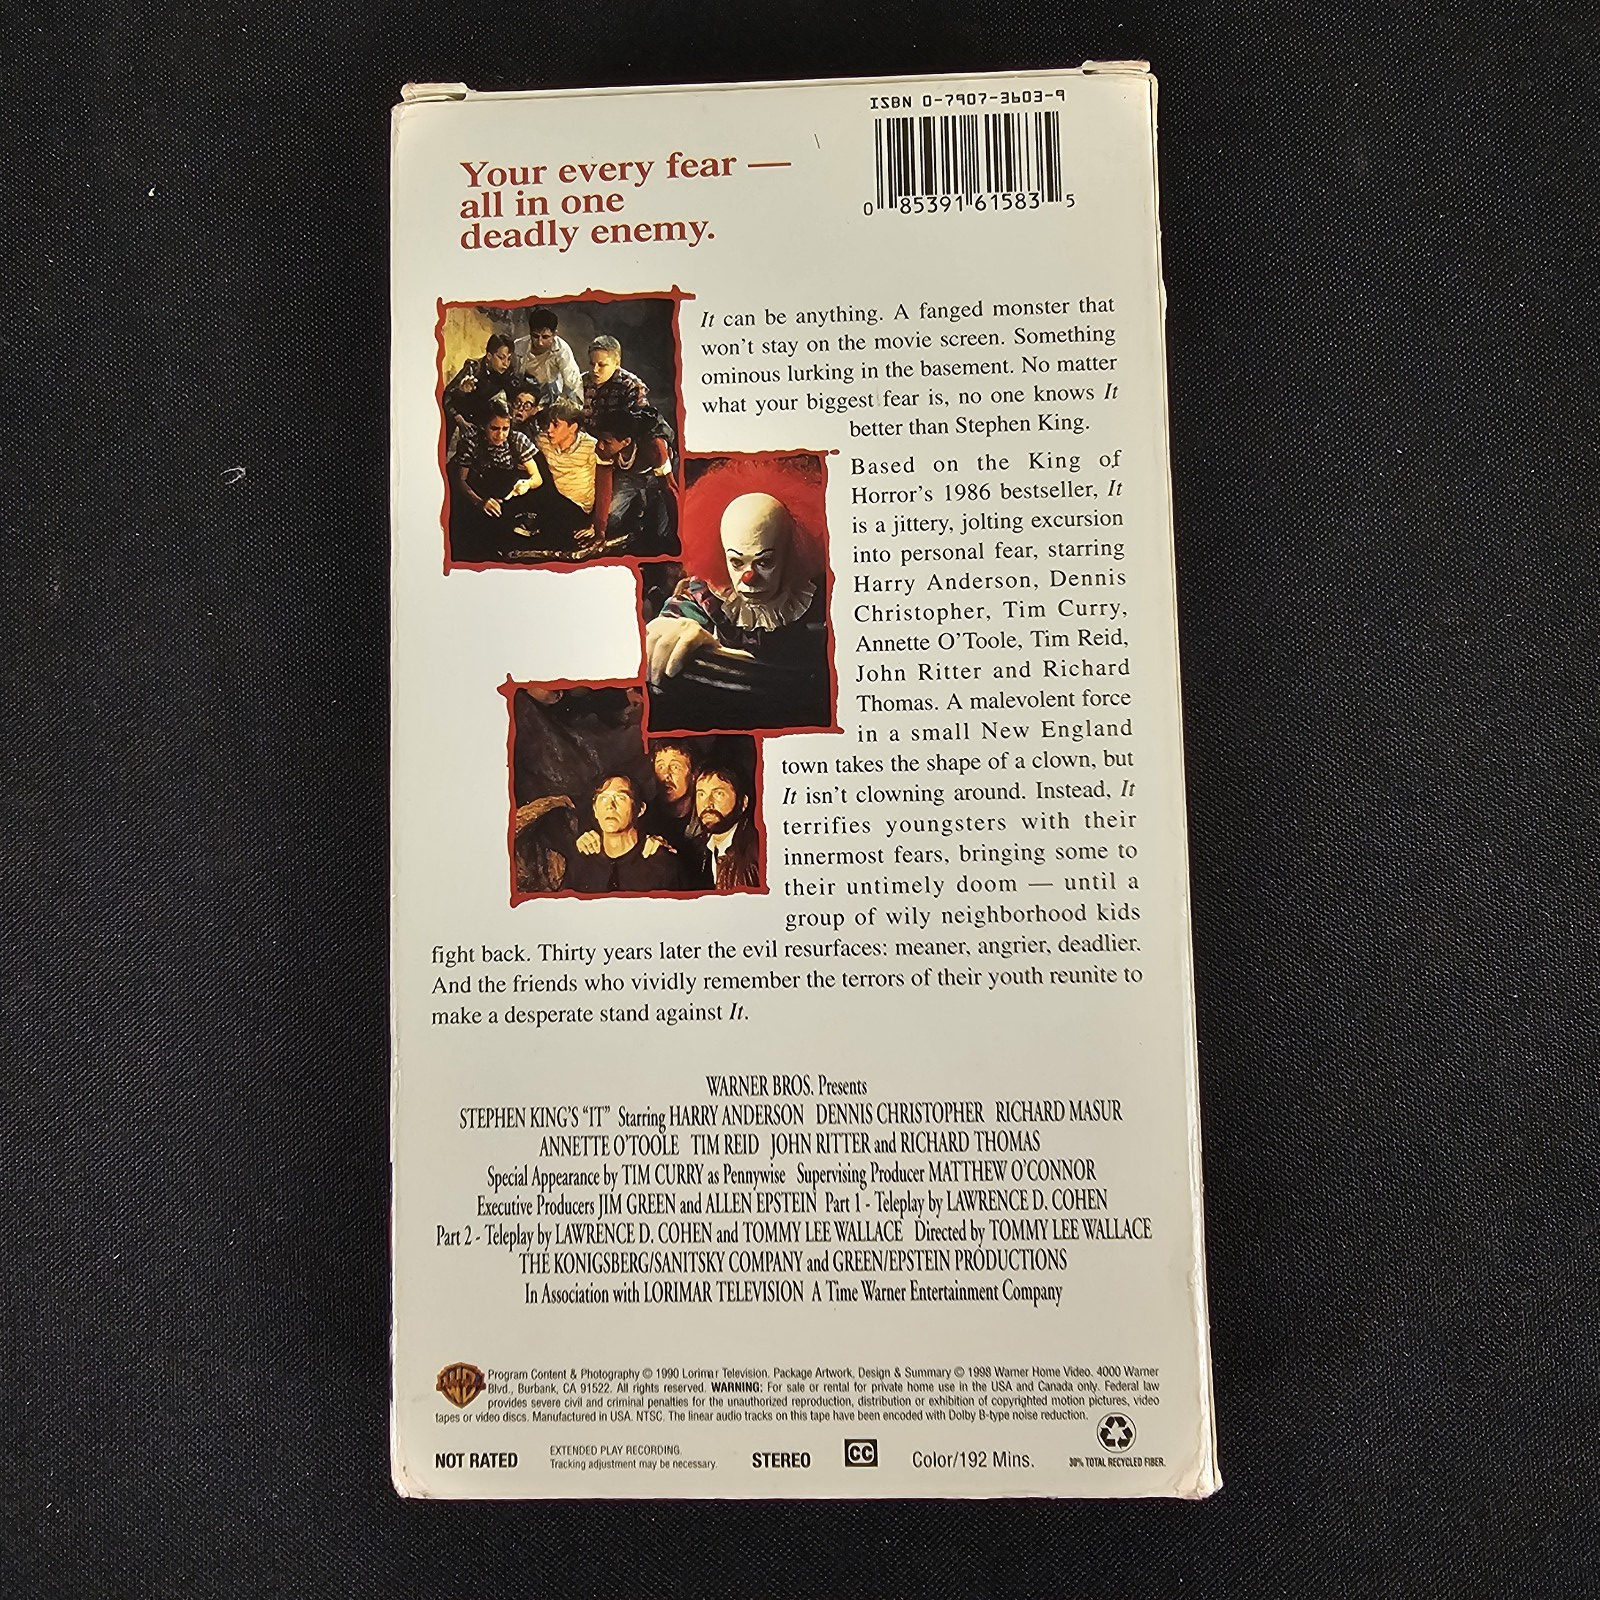 ISBN 0-7907-3603-9
0 85391 61583 5
Your every fear —
all in one
deadly enemy.
It can be anything. A fanged monster that
won't stay on the movie screen. Something
ominous lurking in the basement. No matter
what your biggest fear is, no one knows It
better than Stephen King.
Based on the King of
Horror's 1986 bestseller, It
is a jittery, jolting excursion
into personal fear, starring
Harry Anderson, Dennis
Christopher, Tim Curry,
Annette O'Toole, Tim Reid,
John Ritter and Richard
Thomas. A malevolent force
in a small New England
town takes the shape of a clown, but
It isn't clowning around. Instead, It
terrifies youngsters with their
innermost fears, bringing some to
their untimely doom — until a
group of wily neighborhood kids
fight back. Thirty years later the evil resurfaces: meaner, angrier, deadlier.
And the friends who vividly remember the terrors of their youth reunite to
make a desperate stand against It.
WARNER BROS. Presents
STEPHEN KING'S "IT" Starring HARRY ANDERSON DENNIS CHRISTOPHER RICHARD MASUR
ANNETTE O'TOOLE TIM REID JOHN RITTER and RICHARD THOMAS
Special Appearance by TIM CURRY as Pennywise Supervising Producer MATTHEW O'CONNOR
Executive Producers JIM GREEN and ALLEN EPSTEIN Part 1 - Teleplay by LAWRENCE D. COHEN
Part 2 - Teleplay by LAWRENCE D. COHEN and TOMMY LEE WALLACE Directed by TOMMY LEE WALLACE
THE KONIGSBERG/SANITSKY COMPANY and GREEN/EPSTEIN PRODUCTIONS
In Association with LORIMAR TELEVISION A Time Warner Entertainment Company
Program Content & Photography © 1990 Lorimar Television. Package Artwork, Design & Summary © 1998 Warner Home Video. 4000 Warner
Blvd., Burbank, CA 91522. All rights reserved. WARNING: For sale or rental for private home use in the USA and Canada only. Federal law
provides severe civil and criminal penalties for the unauthorized reproduction, distribution or exhibition of copyrighted motion pictures, video
tapes or video discs. Manufactured in USA. NTSC. The linear audio tracks on this tape have been encoded with Dolby B-type noise reduction.
NOT RATED
EXTENDED PLAY RECORDING.
Tracking adjustment may be necessary.
STEREO
CC
Color/192 Mins.
30% TOTAL RECYCLED FIBER.